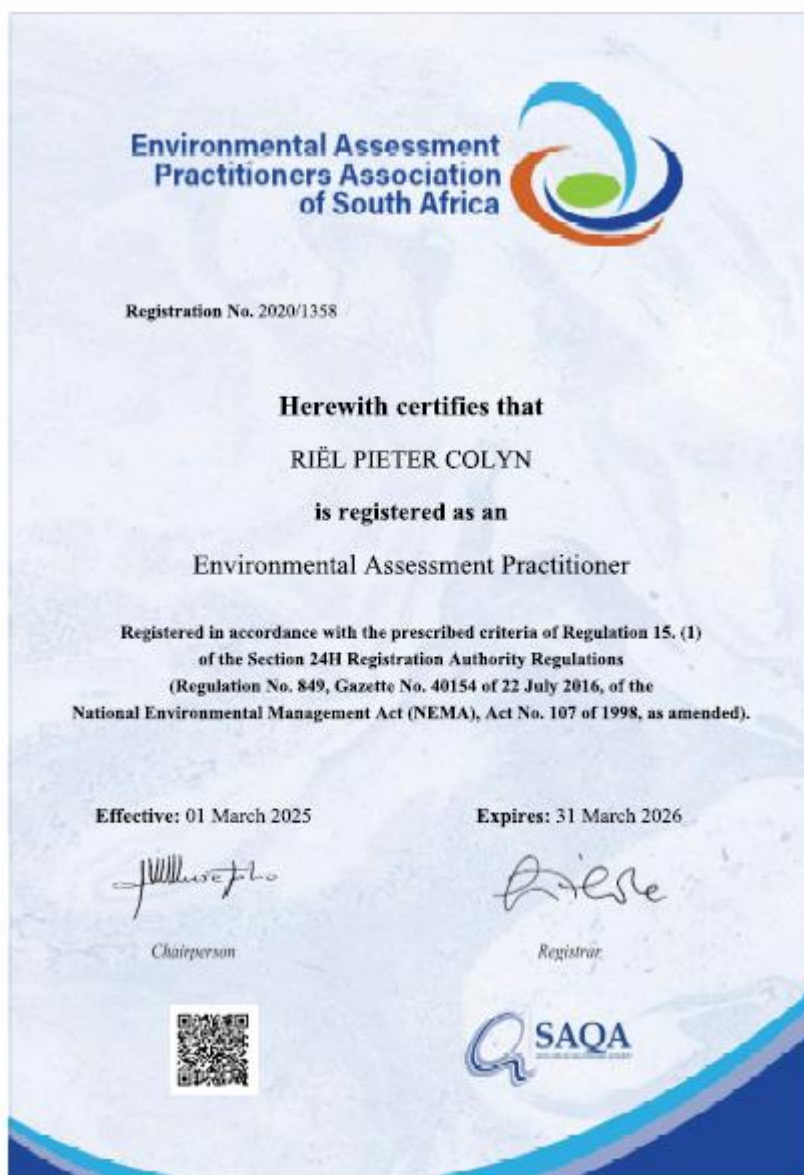 Environmental Assessment
Practitioners Association
of South Africa
Registration No. 2020/1358
Herewith certifies that
RIËL PIETER COLYN
is registered as an
Environmental Assessment Practitioner
Registered in accordance with the prescribed criteria of Regulation 15. (1)
of the Section 24H Registration Authority Regulations
(Regulation No. 849, Gazette No. 40154 of 22 July 2016, of the
National Environmental Management Act (NEMA), Act No. 107 of 1998, as amended).
Effective: 01 March 2025
Expires: 31 March 2026
Chairperson
Registrar
SAQA